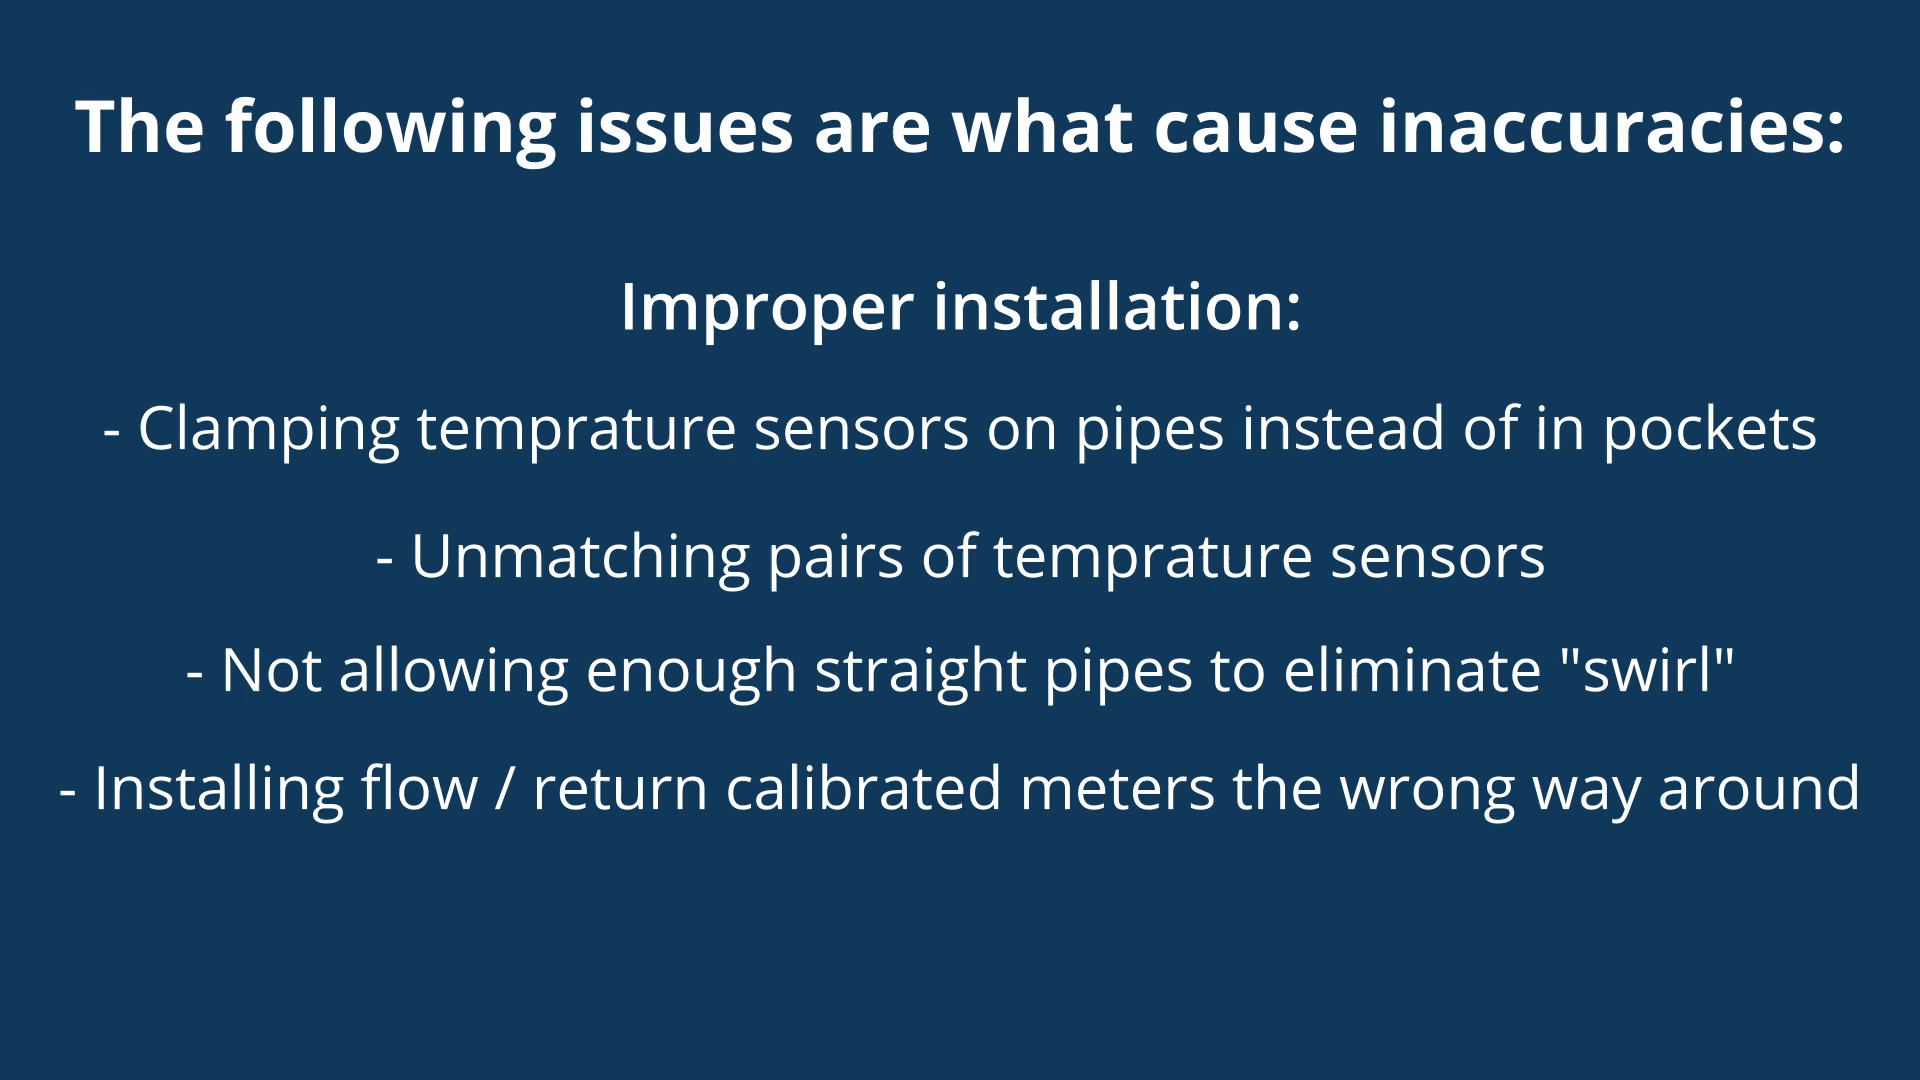 The following issues are what cause inaccuracies:
Improper installation:
- Clamping temprature sensors on pipes instead of in pockets
- Unmatching pairs of temprature sensors
- Not allowing enough straight pipes to eliminate "swirl"
- Installing flow / return calibrated meters the wrong way around